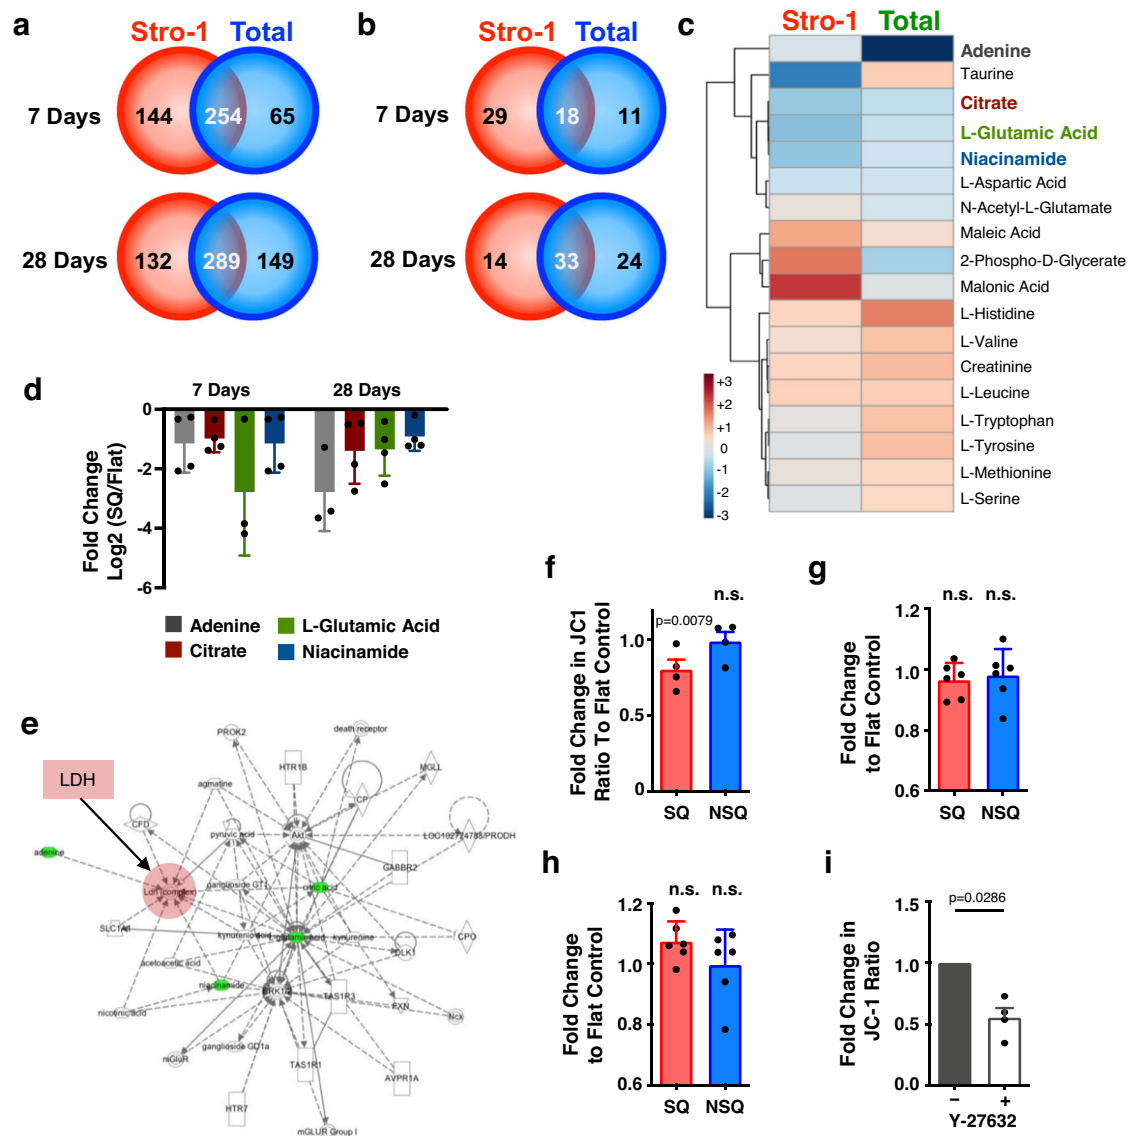 a
Stro-1 Total
7 Days 144 254 65
28 Days 132 289 149
b
Stro-1 Total
7 Days 29 18 11
28 Days 14 33 24
c
Stro-1 Total
Adenine
Taurine
Citrate
L-Glutamic Acid
Niacinamide
L-Aspartic Acid
N-Acetyl-L-Glutamate
Maleic Acid
2-Phospho-D-Glycerate
Malonic Acid
L-Histidine
L-Valine
Creatinine
L-Leucine
L-Tryptophan
L-Tyrosine
L-Methionine
L-Serine
+3
+2
+1
0
-1
-2
-3
d
7 Days 28 Days
0
-2
-4
-6
Fold Change
Log2 (SQ/Flat)
Adenine L-Glutamic Acid
Citrate Niacinamide
e
LDH
PROK2
death receptor
HTR1B
MGLL
agmatine
CP
CFD
pyruvic acid
Akt
LOC102724788/PRODH
adenine
GABBR2
Ldh (complex)
ganglioside GT1
citric acid
SLC1A1
kynurenic acid
L-glutamic acid
kynurenine
CPO
DLK1
acetoacetic acid
niacinamide
ERK1/2
TAS1R3
FXN
nicotinic acid
Ncx
ganglioside GD1a
mGluR
TAS1R1
AVPR1A
HTR7
mGLUR Group I
f
n.s.
p=0.0079
1.0
0.5
0
Fold Change in JC1
Ratio To Flat Control
SQ NSQ
g
n.s. n.s.
1.2
1.0
0.8
0.6
Fold Change
to Flat Control
SQ NSQ
h
n.s. n.s.
1.2
1.0
0.8
0.6
Fold Change
to Flat Control
SQ NSQ
i
p=0.0286
1.5
1.0
0.5
0.0
Fold Change in
JC-1 Ratio
− +
Y-27632